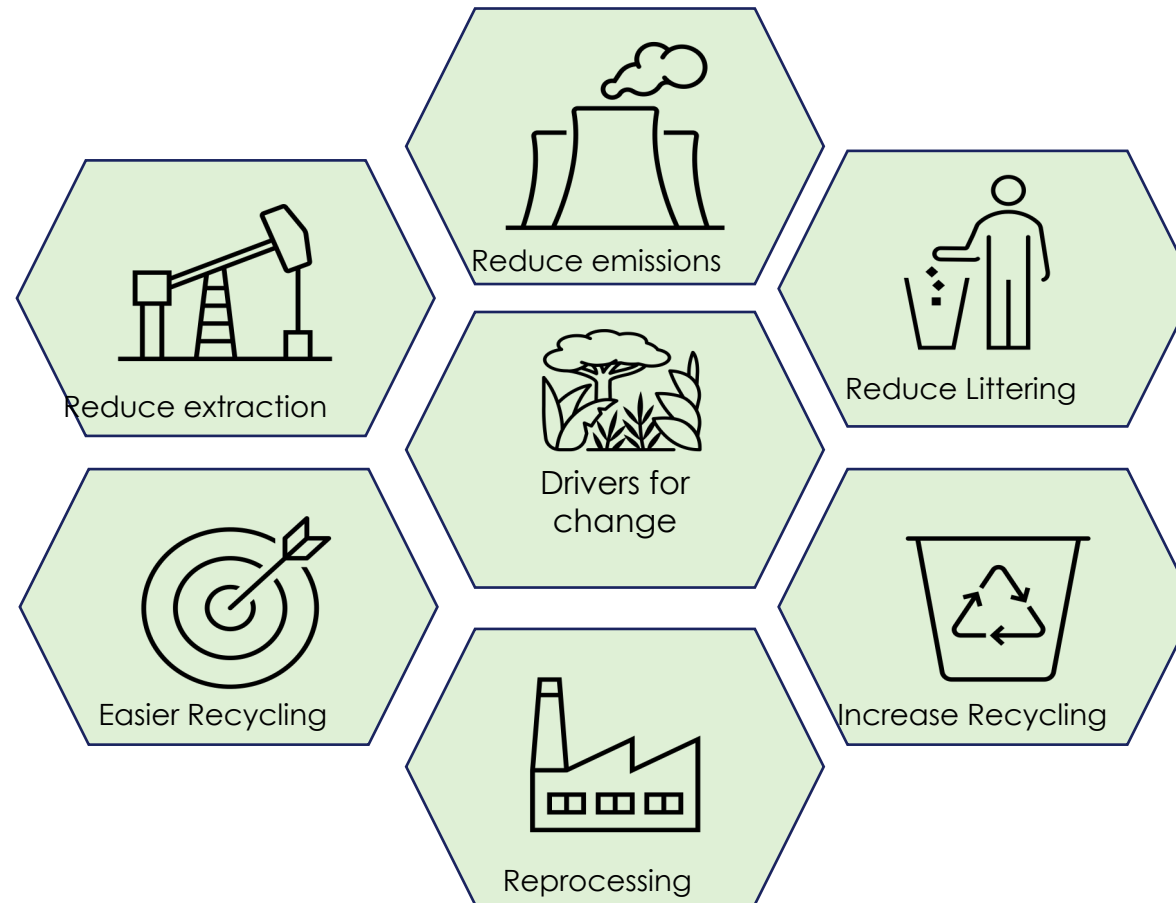 Reduce emissions
Reduce extraction
Reduce Littering
Drivers for
change
Easier Recycling
Increase Recycling
Reprocessing